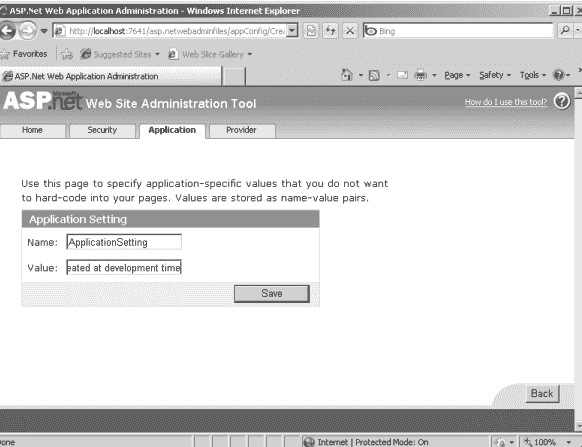 ASP.Net Web Application Administration - Windows Internet Explorer
http://localhost:7641/asp.netwebadminfiles/appConfig/Crea
Bing
Favorites Suggested Sites Web Slice Gallery
ASP.Net Web Application Administration
Page Safety Tools
Microsoft
ASP.net Web Site Administration Tool
How do I use this tool? ?
Home Security Application Provider
Use this page to specify application-specific values that you do not want
to hard-code into your pages. Values are stored as name-value pairs.
Application Setting
Name: ApplicationSetting
Value: eated at development time
Save
Back
Done Internet | Protected Mode: On 100%